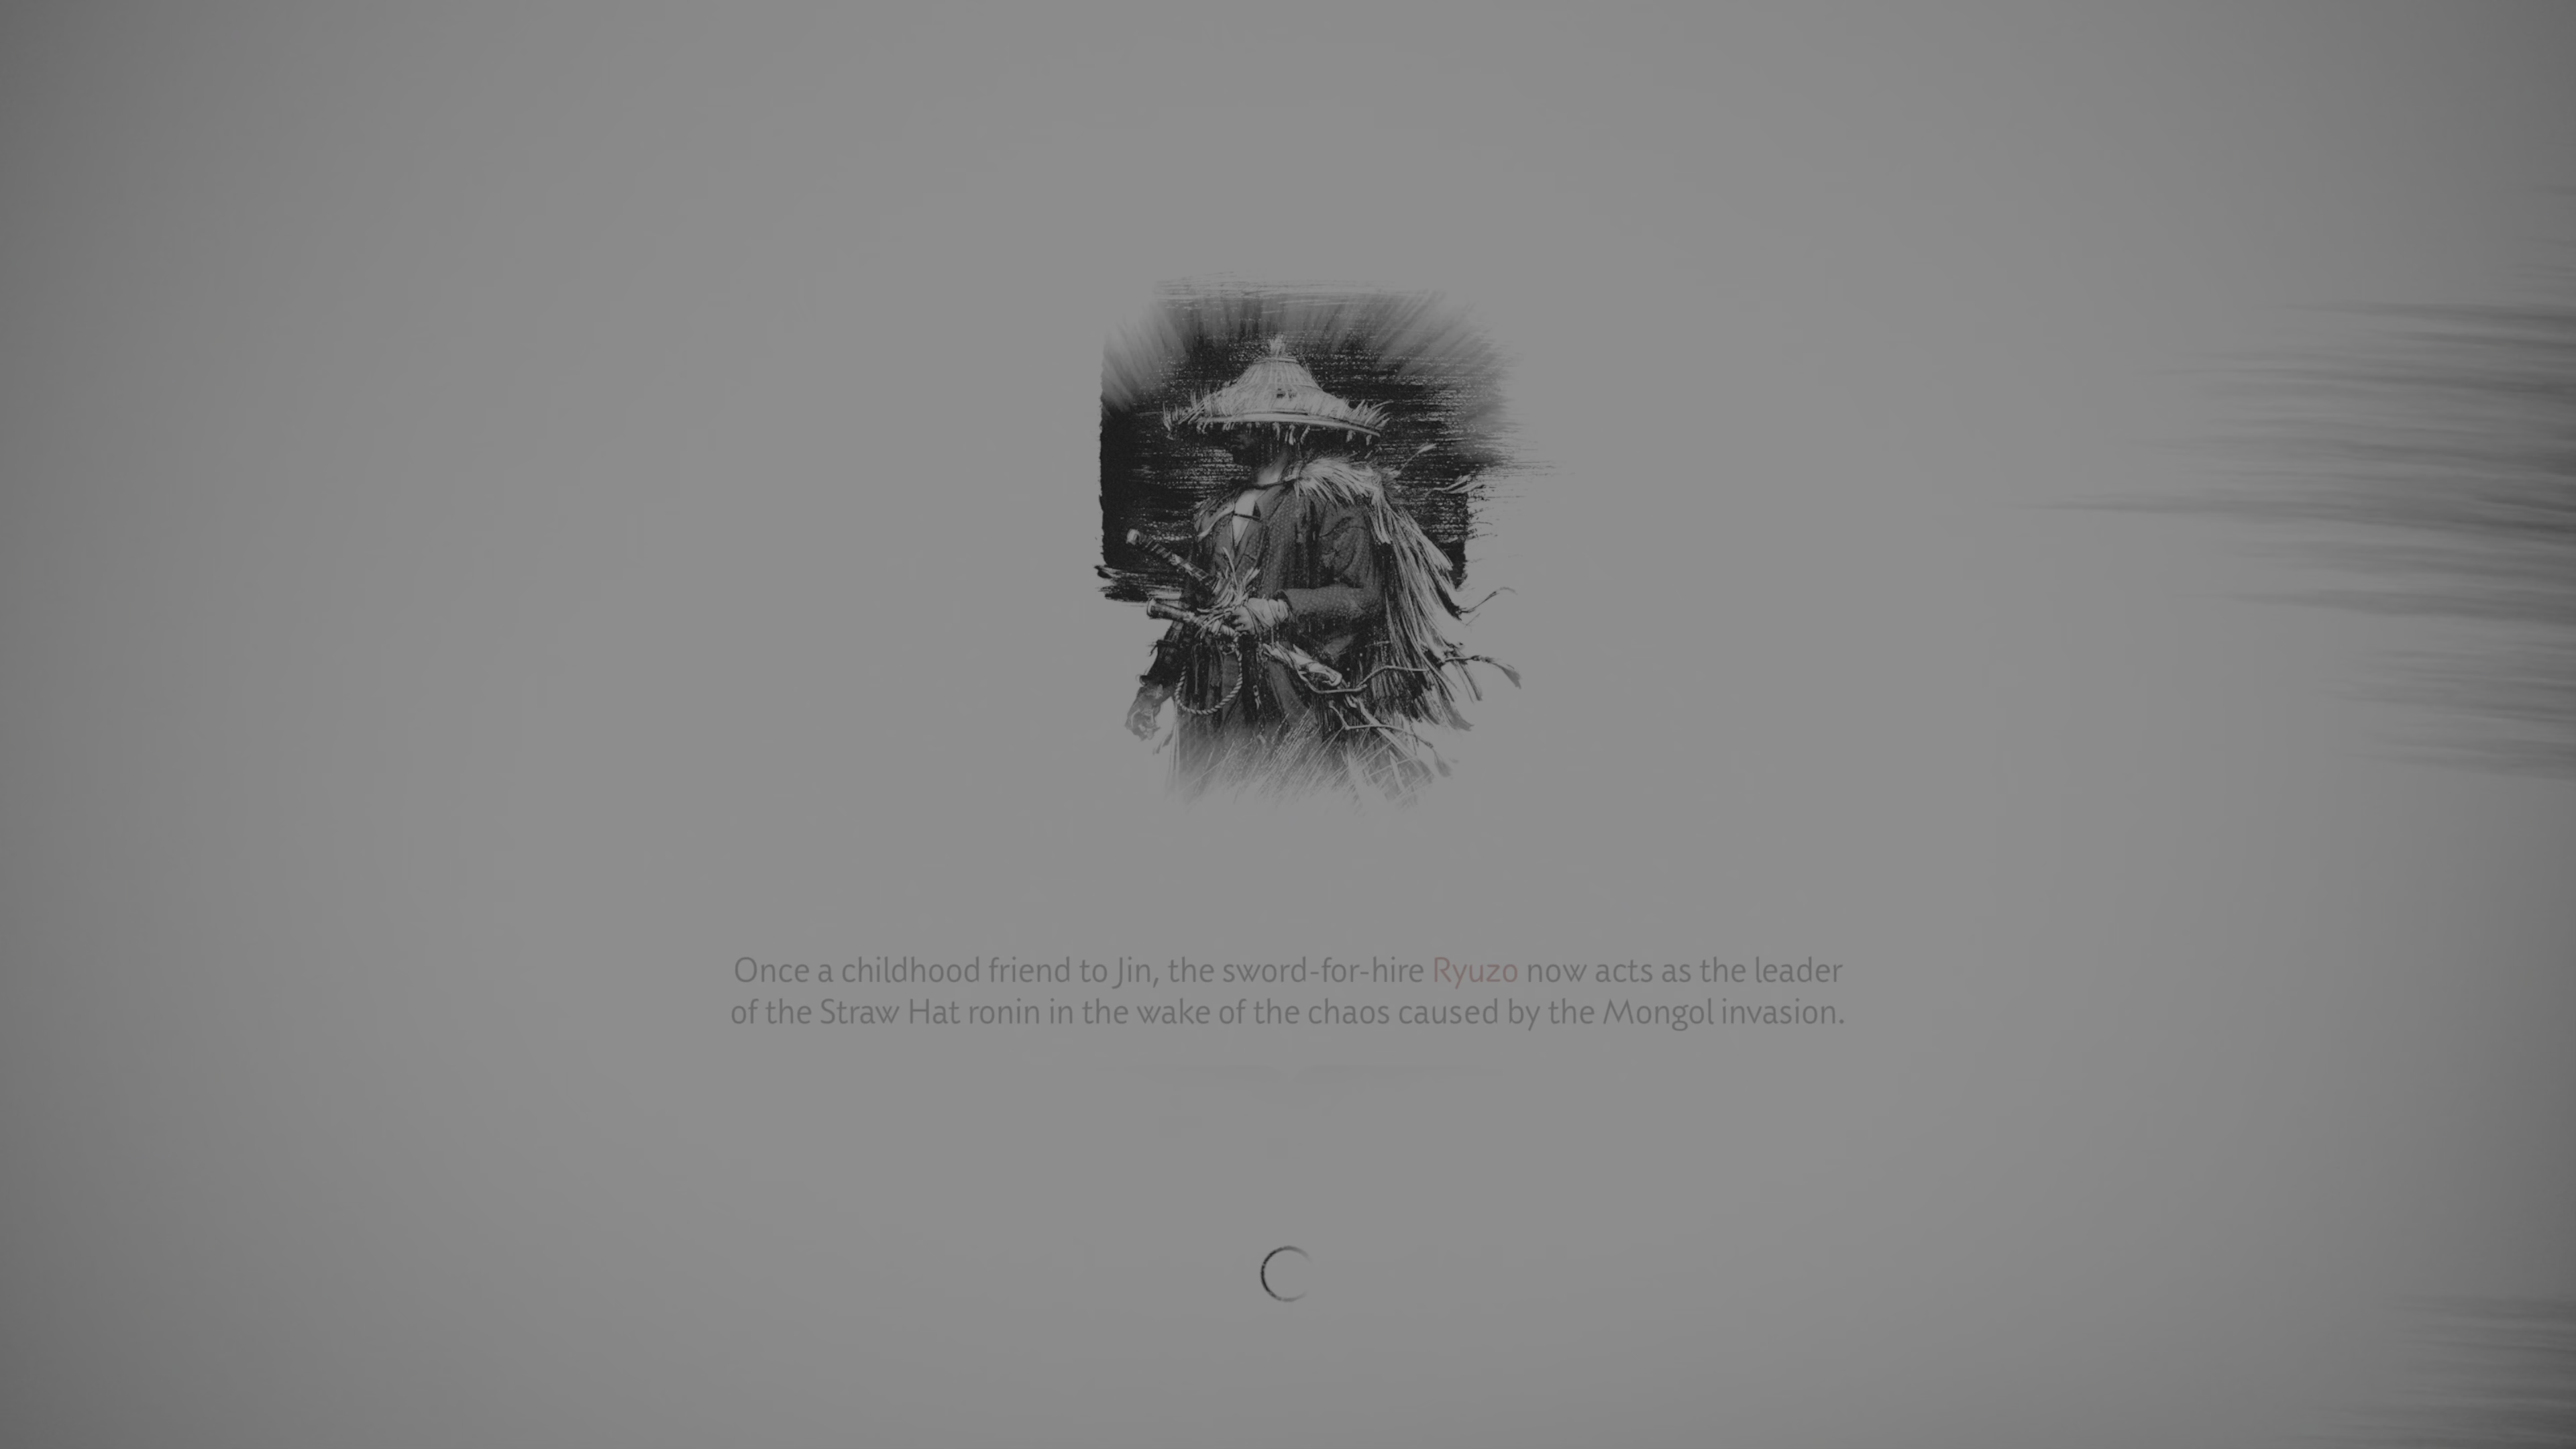 Once a childhood friend to Jin, the sword-for-hire Ryuzo now acts as the leader
of the Straw Hat ronin in the wake of the chaos caused by the Mongol invasion.